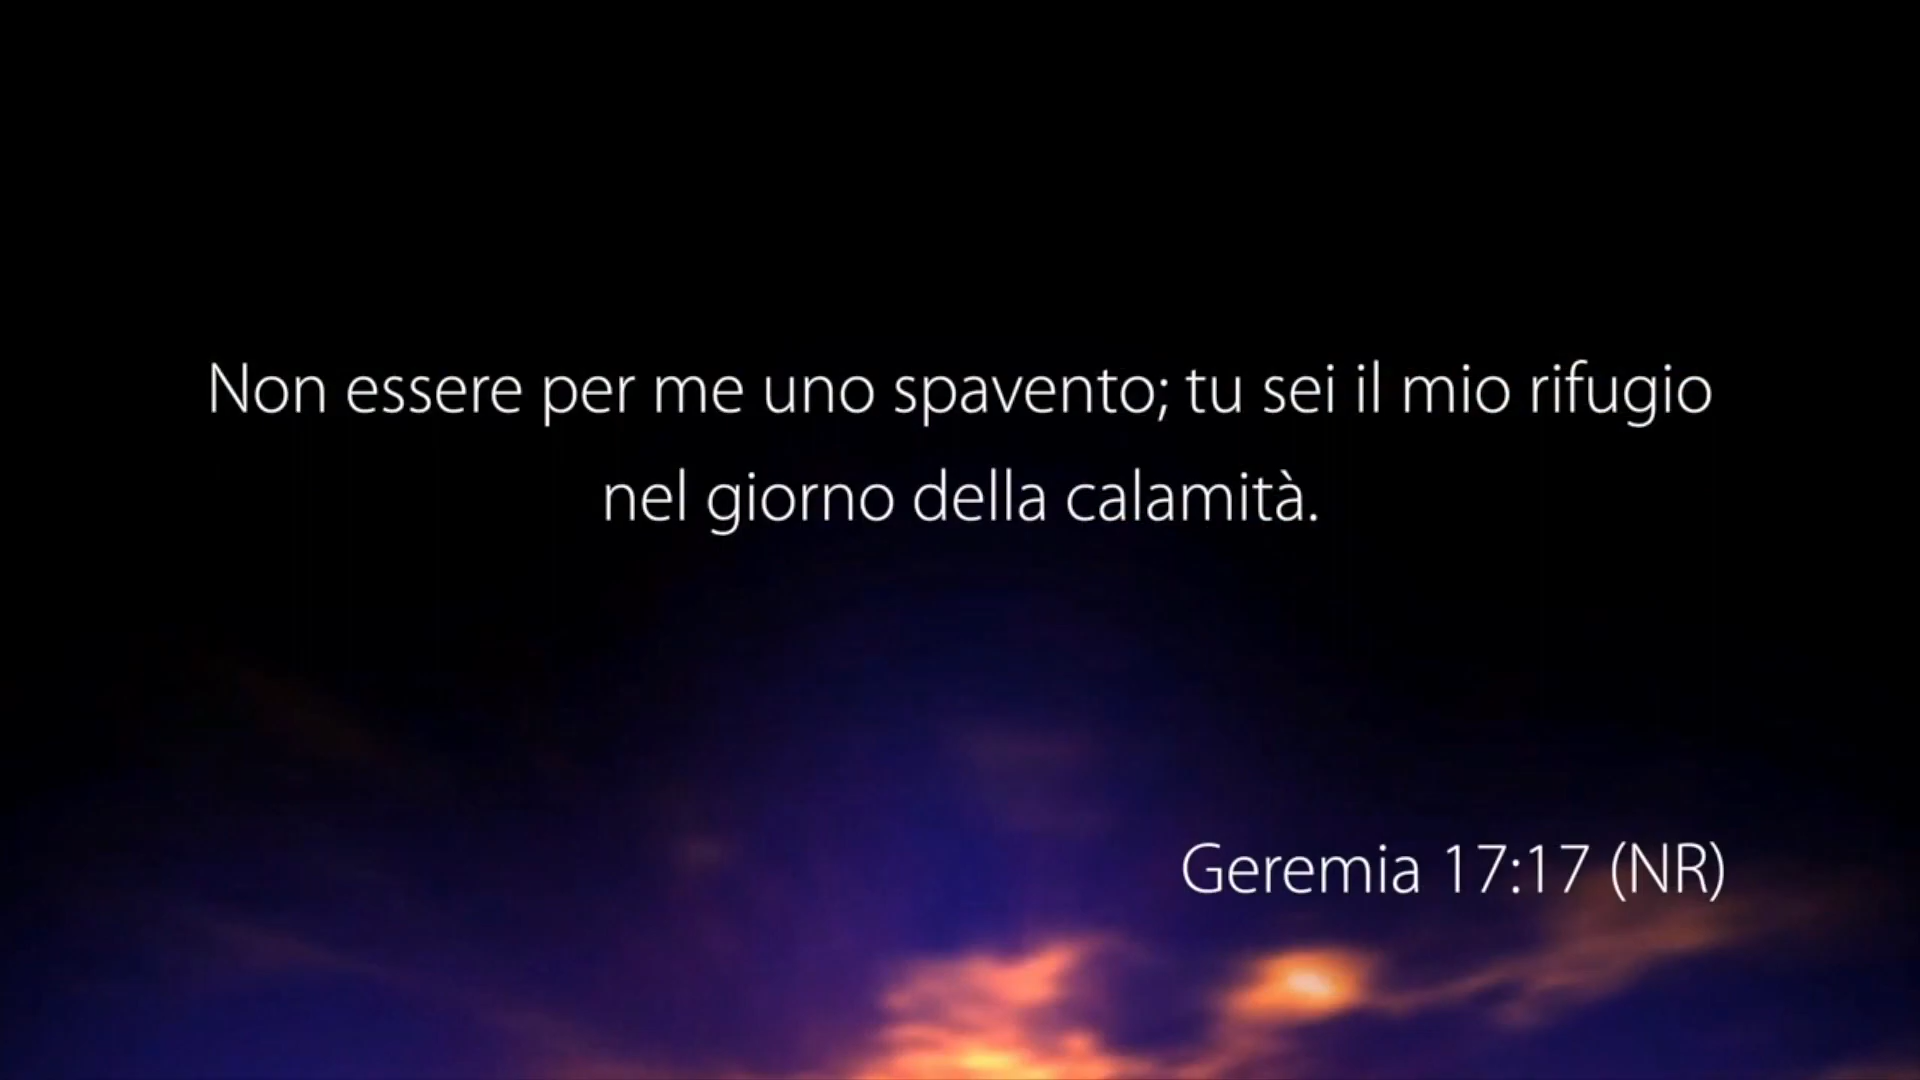 Non essere per me uno spavento; tu sei il mio rifugio
nel giorno della calamità.
Geremia 17:17 (NR)